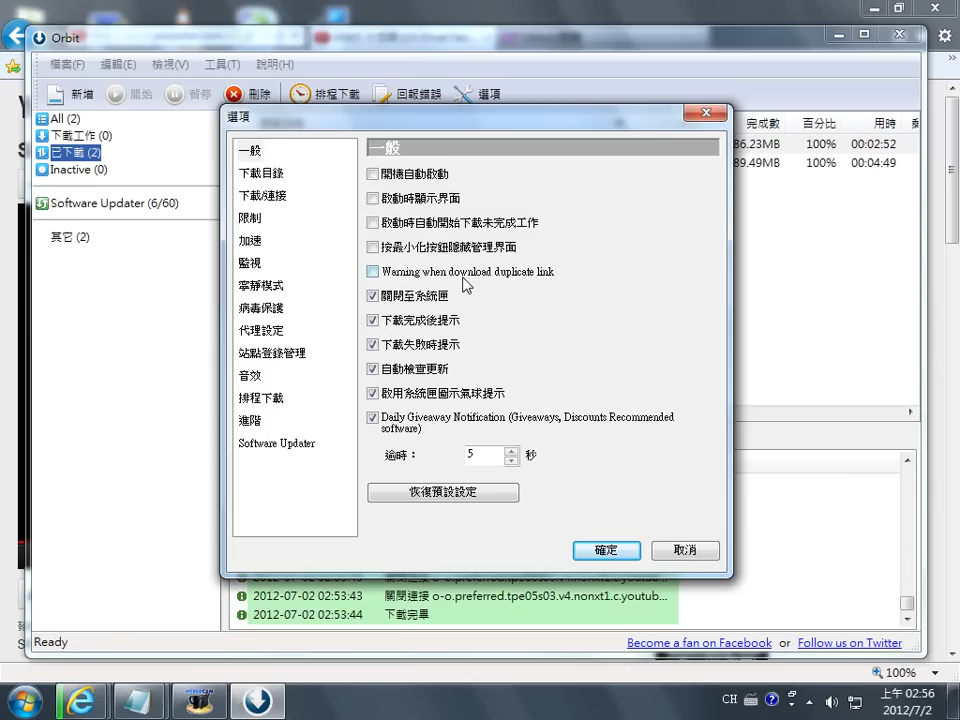 Orbit
檔案(F) 編輯(E) 檢視(V) 工具(T) 說明(H)
新增 開始 暫停 刪除 排程下載 回報錯誤 選項
All (2)
下載工作 (0)
已下載 (2)
Inactive (0)
Software Updater (6/60)
其它 (2)
完成數 百分比 用時
86.23MB 100% 00:02:52
89.49MB 100% 00:04:49
選項
一般
下載目錄
下載/連接
限制
加速
監視
寧靜模式
病毒保護
代理設定
站點登錄管理
音效
排程下載
進階
Software Updater
一般
開機自動啟動
啟動時顯示界面
啟動時自動開始下載未完成工作
按最小化按鈕隱藏管理界面
Warning when download duplicate link
關閉至系統匣
下載完成後提示
下載失敗時提示
自動檢查更新
啟用系統匣圖示氣球提示
Daily Giveaway Notification (Giveaways, Discounts Recommended
software)
逾時： 5 秒
恢復預設設定
確定 取消
2012-07-02 02:53:43 關閉連接 o-o.preferred.tpe05s03.v4.nonxt1.c.youtub...
2012-07-02 02:53:44 下載完畢
Ready
Become a fan on Facebook or Follow us on Twitter
100%
CH
上午 02:56
2012/7/2